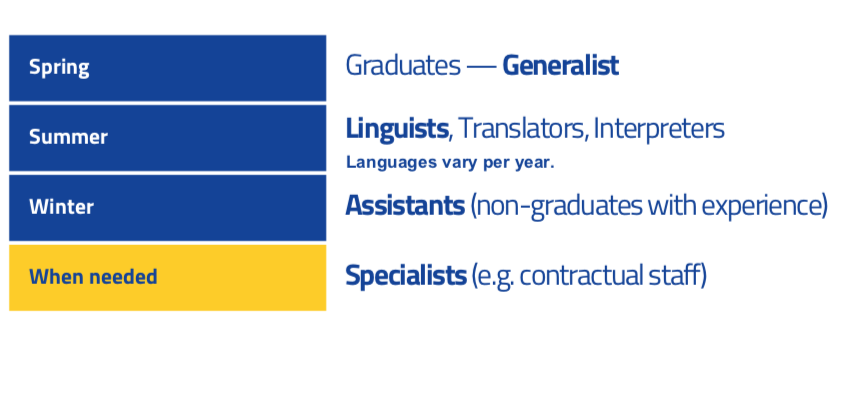 Spring
Graduates — Generalist
Summer
Linguists, Translators, Interpreters
Languages vary per year.
Winter
Assistants (non-graduates with experience)
When needed
Specialists (e.g. contractual staff)